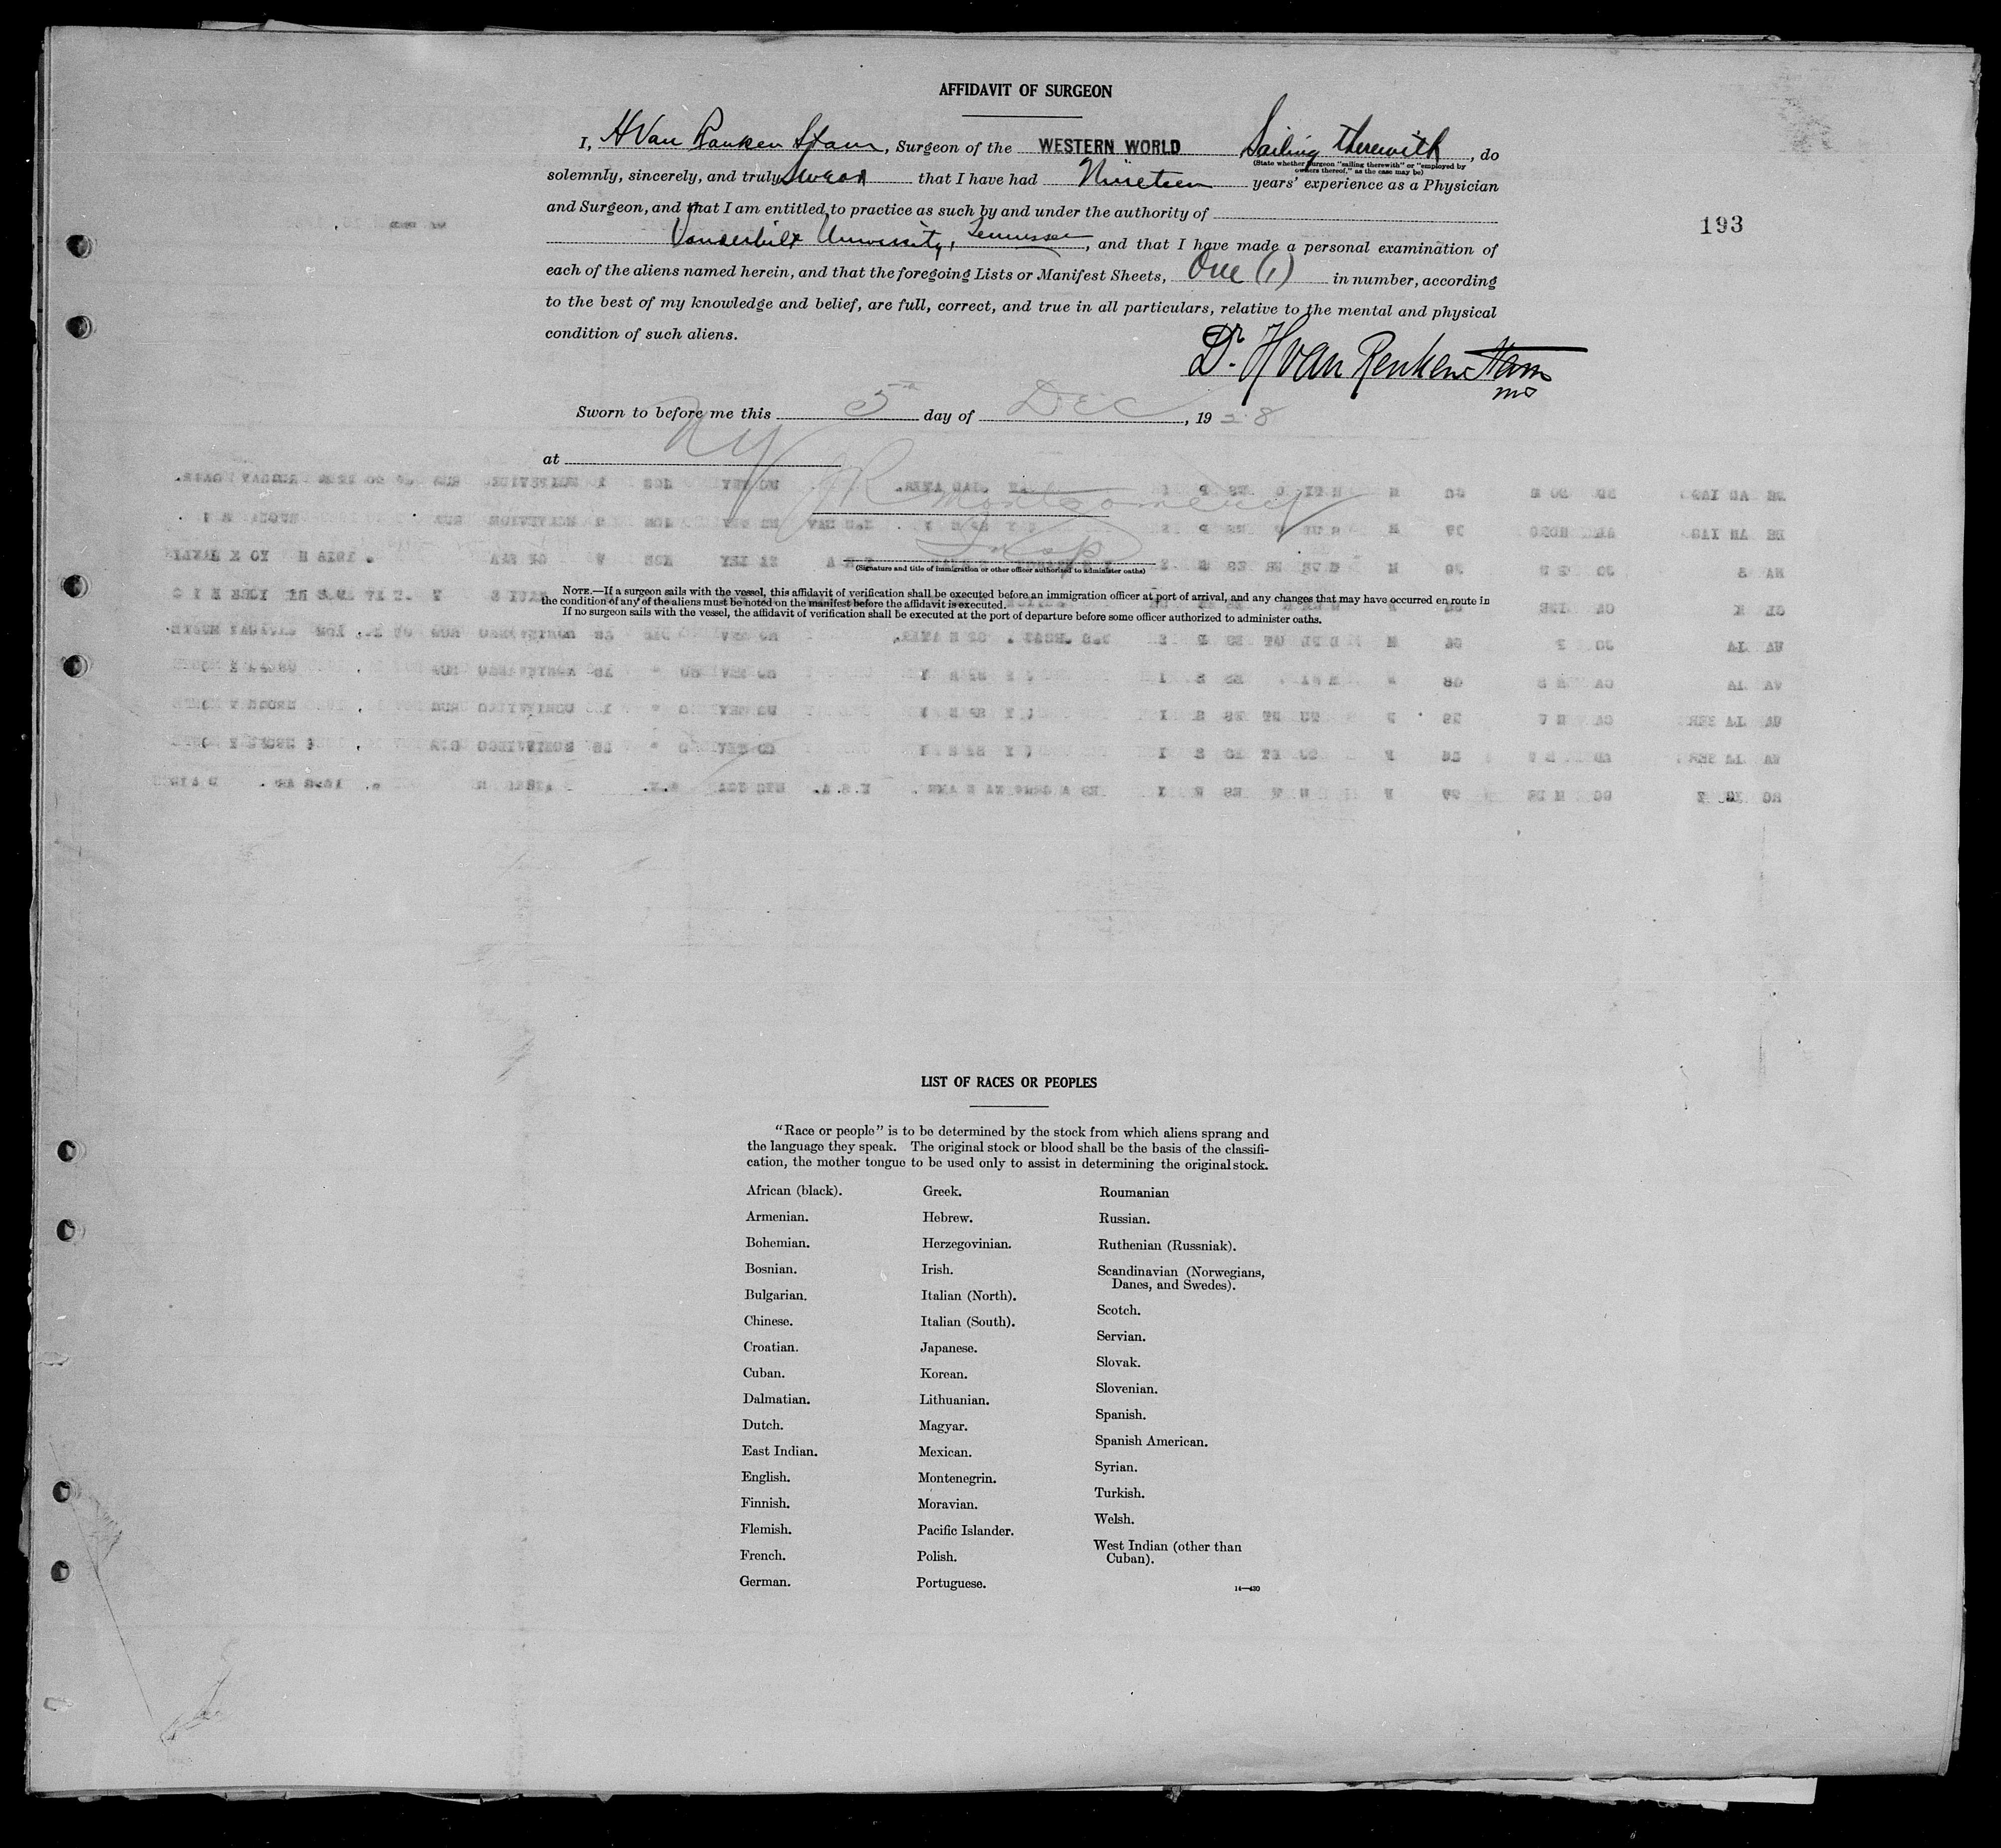 AFFIDAVIT OF SURGEON
I, H Van Ranken Stam, Surgeon of the WESTERN WORLD Sailing therewith, do
(State whether surgeon "sailing therewith" or "employed by
owners thereof," as the case may be)
solemnly, sincerely, and truly Swear that I have had Nineteen years' experience as a Physician
and Surgeon, and that I am entitled to practice as such by and under the authority of
193
Vanderbilt University, Tennessee, and that I have made a personal examination of
each of the aliens named herein, and that the foregoing Lists or Manifest Sheets, One (1) in number, according
to the best of my knowledge and belief, are full, correct, and true in all particulars, relative to the mental and physical
condition of such aliens.
Dr. H van Renken Stam
MD
Sworn to before me this 5th day of Dec, 1928
at NY
JR Montgomery
Insp
(Signature and title of immigration or other officer authorized to administer oaths)
NOTE.—If a surgeon sails with the vessel, this affidavit of verification shall be executed before an immigration officer at port of arrival, and any changes that may have occurred en route in
the condition of any of the aliens must be noted on the manifest before the affidavit is executed.
If no surgeon sails with the vessel, the affidavit of verification shall be executed at the port of departure before some officer authorized to administer oaths.
LIST OF RACES OR PEOPLES
"Race or people" is to be determined by the stock from which aliens sprang and
the language they speak. The original stock or blood shall be the basis of the classifi-
cation, the mother tongue to be used only to assist in determining the original stock.
African (black).
Armenian.
Bohemian.
Bosnian.
Bulgarian.
Chinese.
Croatian.
Cuban.
Dalmatian.
Dutch.
East Indian.
English.
Finnish.
Flemish.
French.
German.
Greek.
Hebrew.
Herzegovinian.
Irish.
Italian (North).
Italian (South).
Japanese.
Korean.
Lithuanian.
Magyar.
Mexican.
Montenegrin.
Moravian.
Pacific Islander.
Polish.
Portuguese.
Roumanian
Russian.
Ruthenian (Russniak).
Scandinavian (Norwegians,
Danes, and Swedes).
Scotch.
Servian.
Slovak.
Slovenian.
Spanish.
Spanish American.
Syrian.
Turkish.
Welsh.
West Indian (other than
Cuban).
14—430